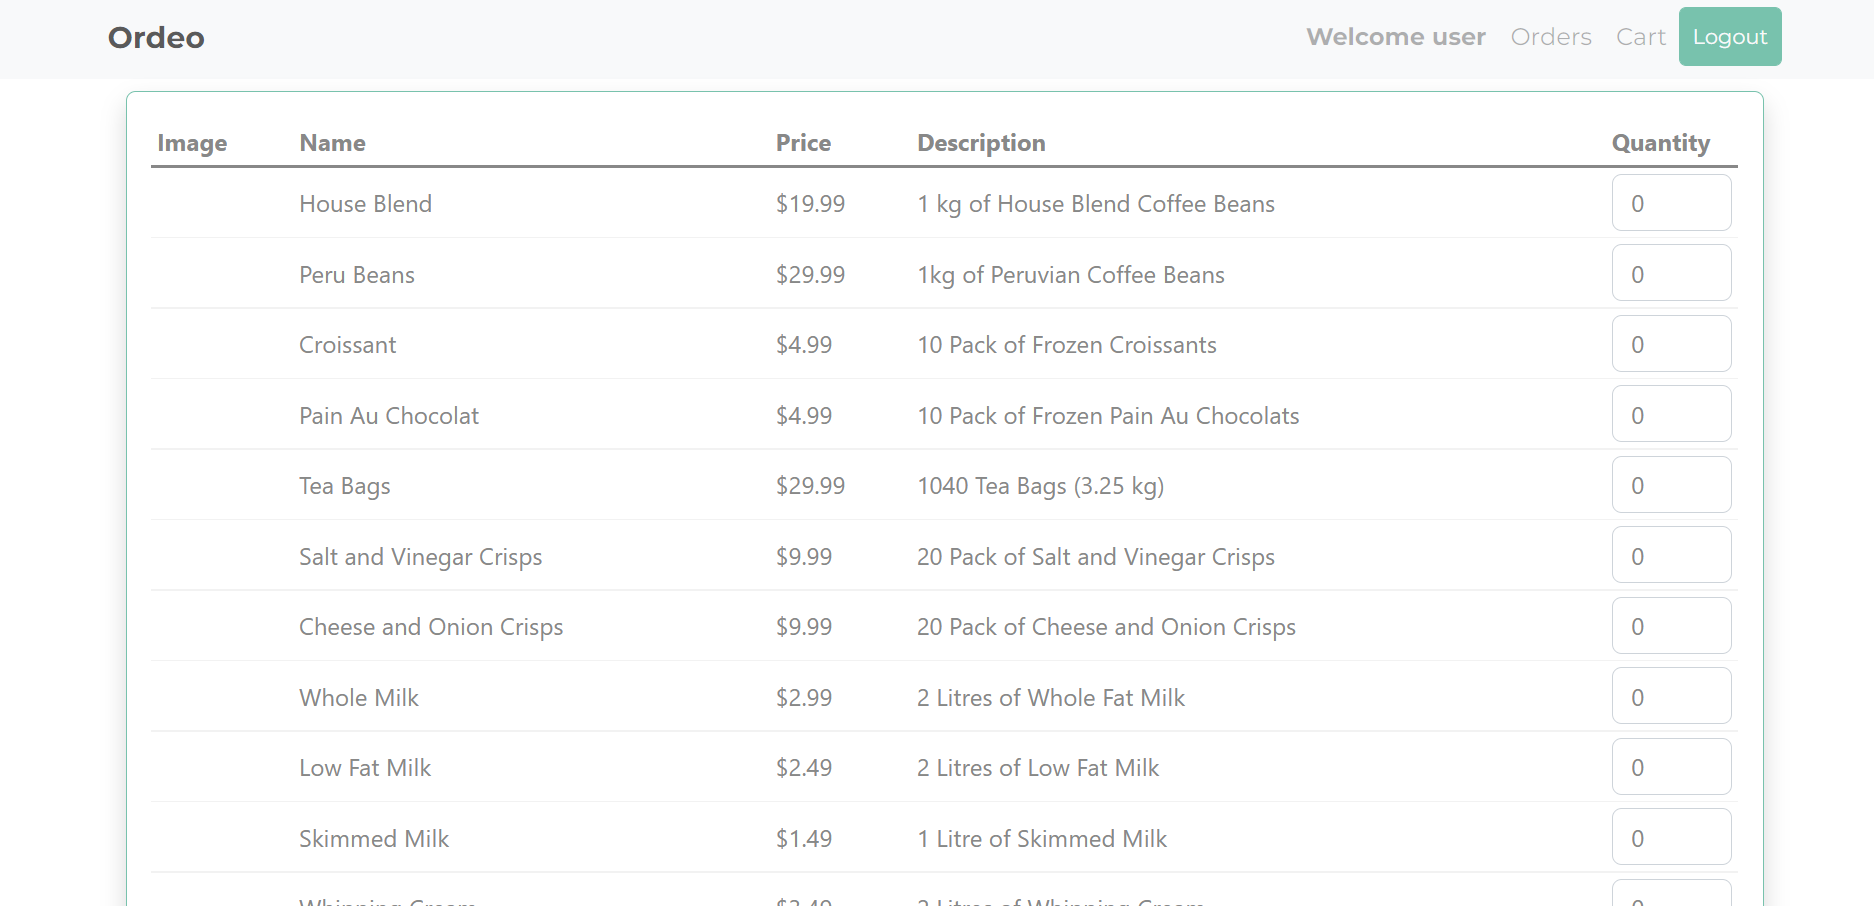 Ordeo Welcome user Orders Cart Logout
Image Name Price Description Quantity
House Blend $19.99 1 kg of House Blend Coffee Beans 0
Peru Beans $29.99 1kg of Peruvian Coffee Beans 0
Croissant $4.99 10 Pack of Frozen Croissants 0
Pain Au Chocolat $4.99 10 Pack of Frozen Pain Au Chocolats 0
Tea Bags $29.99 1040 Tea Bags (3.25 kg) 0
Salt and Vinegar Crisps $9.99 20 Pack of Salt and Vinegar Crisps 0
Cheese and Onion Crisps $9.99 20 Pack of Cheese and Onion Crisps 0
Whole Milk $2.99 2 Litres of Whole Fat Milk 0
Low Fat Milk $2.49 2 Litres of Low Fat Milk 0
Skimmed Milk $1.49 1 Litre of Skimmed Milk 0
Whipping Cream Litres of Whipping Cream